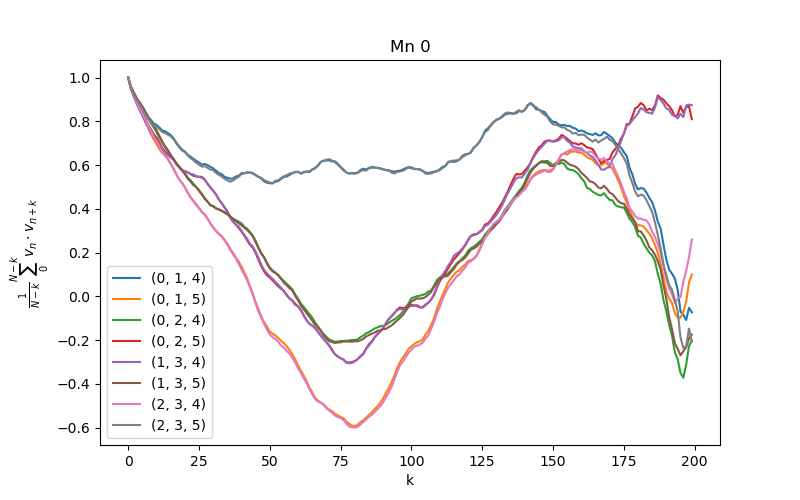 Mn 0
1.0
0.8
0.6
0.4
0.2
0.0
−0.2
−0.4
−0.6
0
25
50
75
100
125
150
175
200
k
$\frac{1}{N-k}\sum_{0}^{N-k} v_n \cdot v_{n+k}$
(0, 1, 4)
(0, 1, 5)
(0, 2, 4)
(0, 2, 5)
(1, 3, 4)
(1, 3, 5)
(2, 3, 4)
(2, 3, 5)